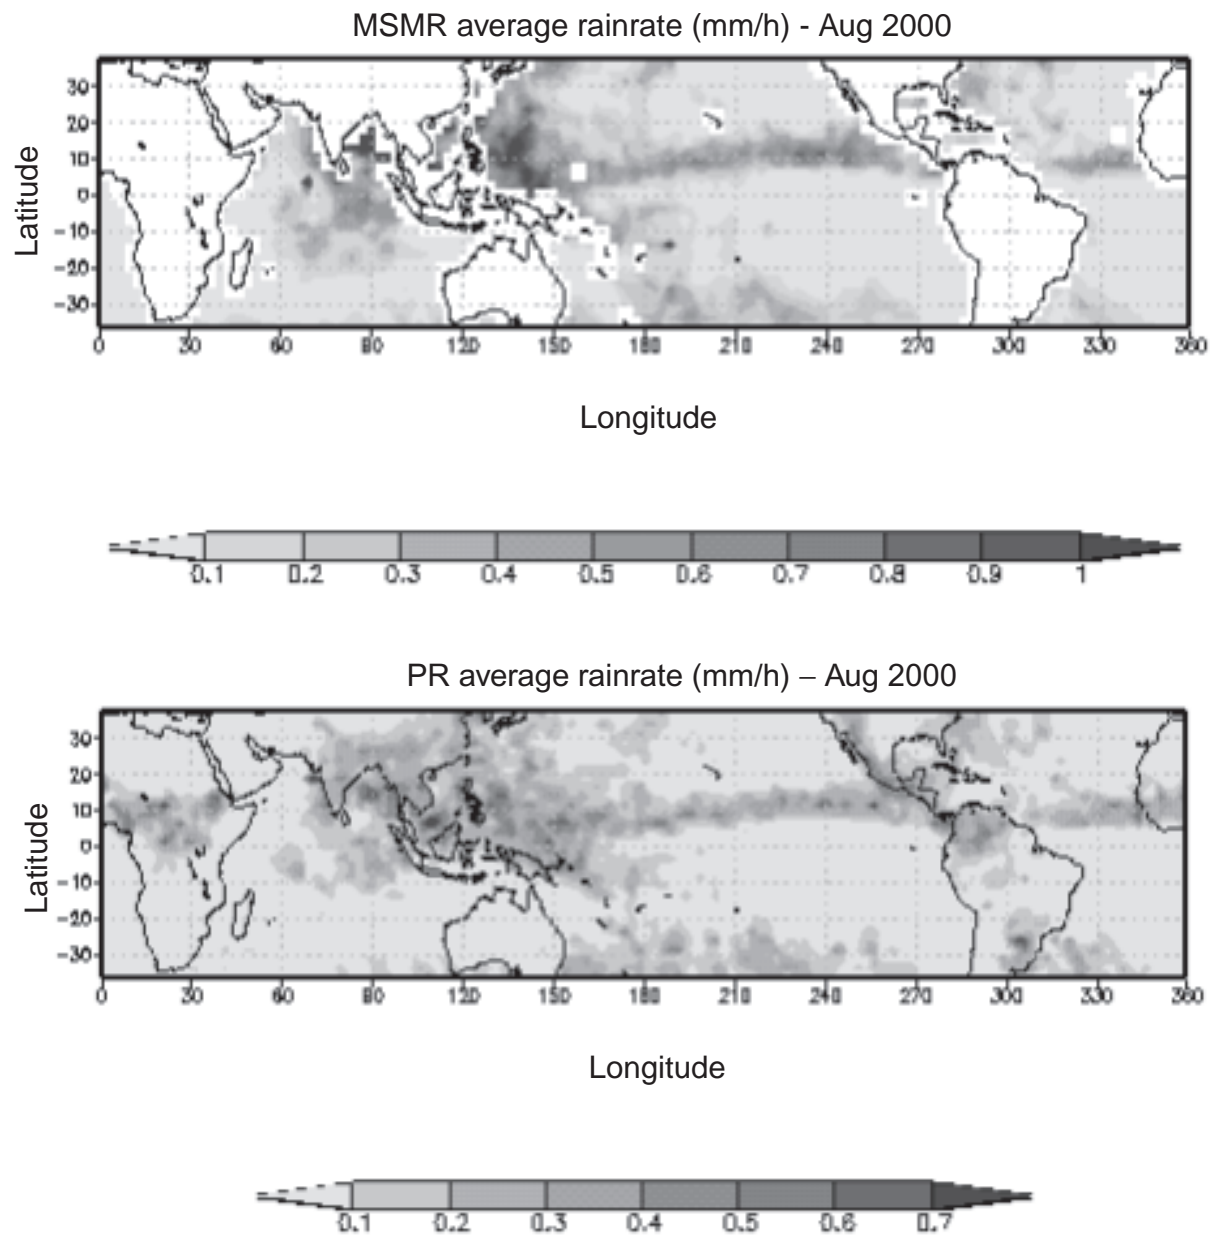 MSMR average rainrate (mm/h) - Aug 2000
Latitude
30
20
10
0
−10
−20
−30
0 30 60 90 120 150 180 210 240 270 300 330 360
Longitude
0.1 0.2 0.3 0.4 0.5 0.6 0.7 0.8 0.9 1
PR average rainrate (mm/h) – Aug 2000
Latitude
30
20
10
0
−10
−20
−30
0 30 60 90 120 150 180 210 240 270 300 330 360
Longitude
0.1 0.2 0.3 0.4 0.5 0.6 0.7